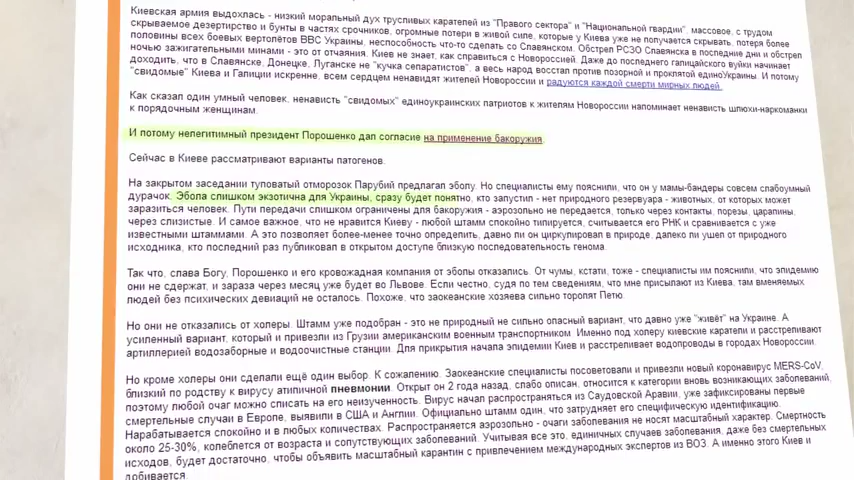 Киевская армия выдохлась - низкий моральный дух трусливых карателей из "Правого сектора" и "Национальной гвардии", массовое, с трудом
скрываемое дезертирство и бунты в частях срочников, огромные потери в живой силе, которые у Киева уже не получается скрывать, потеря более
половины всех боевых вертолётов ВВС Украины, неспособность что-то сделать со Славянском. Обстрел РСЗО Славянска в последние дни и обстрел
ночью зажигательными минами - это от отчаяния. Киев не знает, как справиться с Новороссией. Даже до последнего галицайского вуйки начинает
доходить, что в Славянске, Донецке, Луганске не "кучка сепаратистов", а весь народ восстал против позорной и проклятой единоУкраины. И потому
"свидомые" Киева и Галиции искренне, всем сердцем ненавидят жителей Новороссии и радуются каждой смерти мирных людей.
Как сказал один умный человек, ненависть "свидомых" единоукраинских патриотов к жителям Новороссии напоминает ненависть шлюхи-наркоманки
к порядочным женщинам.
И потому нелегитимный президент Порошенко дал согласие на применение бакоружия.
Сейчас в Киеве рассматривают варианты патогенов.
На закрытом заседании туповатый отморозок Парубий предлагал эболу. Но специалисты ему пояснили, что он у мамы-бандеры совсем слабоумный
дурачок. Эбола слишком экзотична для Украины, сразу будет понятно, кто запустил - нет природного резервуара - животных, от которых может
заразиться человек. Пути передачи слишком ограничены для бакоружия - аэрозольно не передается, только через контакты, порезы, царапины,
через слизистые. И самое важное, что не нравится Киеву - любой штамм спокойно типируется, считывается его РНК и сравнивается с уже
известными штаммами. А это позволяет более-менее точно определить, давно ли он циркулировал в природе, далеко ли ушел от природного
исходника, кто последний раз публиковал в открытом доступе близкую последовательность генома.
Так что, слава Богу, Порошенко и его кровожадная компания от эболы отказались. От чумы, кстати, тоже - специалисты им пояснили, что эпидемию
они не сдержат, и зараза через месяц уже будет во Львове. Если честно, судя по тем сведениям, что мне присылают из Киева, там вменяемых
людей без психических девиаций не осталось. Похоже, что заокеанские хозяева сильно торопят Петю.
Но они не отказались от холеры. Штамм уже подобран - это не природный не сильно опасный вариант, что давно уже "живёт" на Украине. А
усиленный вариант, который и привезли из Грузии американским военным транспортником. Именно под холеру киевские каратели и расстреливают
артиллерией водозаборные и водоочистные станции. Для прикрытия начала эпидемии Киев и расстреливает водопроводы в городах Новороссии.
Но кроме холеры они сделали ещё один выбор. К сожалению. Заокеанские специалисты посоветовали и привезли новый коронавирус MERS-CoV,
близкий по родству к вирусу атипичной пневмонии. Открыт он 2 года назад, слабо описан, относится к категории вновь возникающих заболеваний,
поэтому любой очаг можно списать на его неизученность. Вирус начал распространяться из Саудовской Аравии, уже зафиксированы первые
смертельные случаи в Европе, выявили в США и Англии. Официально штамм один, что затрудняет его специфическую идентификацию.
Нарабатывается спокойно и в любых количествах. Распространяется аэрозольно - очаги заболевания не носят масштабный характер. Смертность
около 25-30%, колеблется от возраста и сопутствующих заболеваний. Учитывая все это, единичных случаев заболевания, даже без смертельных
исходов, будет достаточно, чтобы объявить масштабный карантин с привлечением международных экспертов из ВОЗ. А именно этого Киев и
добивается.